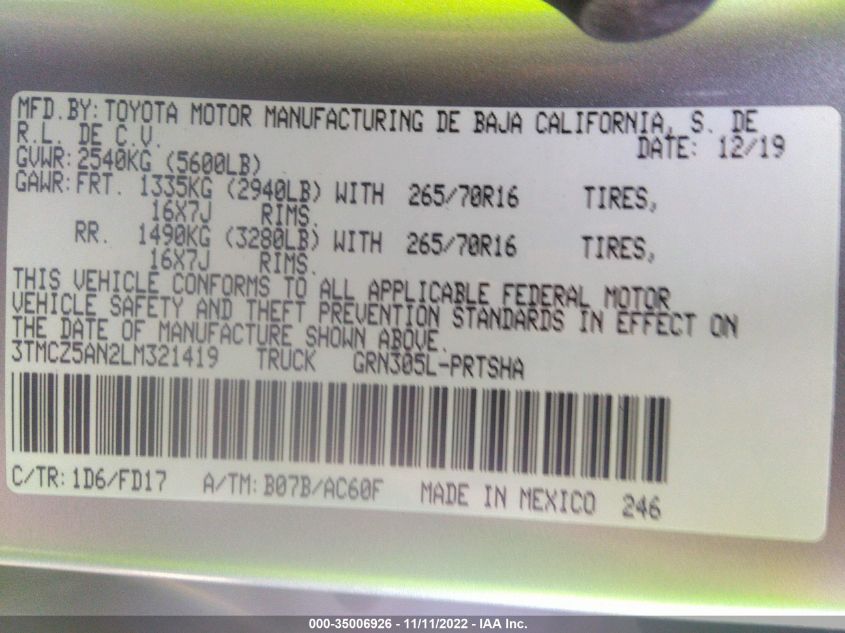 MFD.BY: TOYOTA MOTOR MANUFACTURING DE BAJA CALIFORNIA, S. DE
R.L. DE C.V. DATE: 12/19
GVWR: 2540KG (5600LB)
GAWR: FRT. 1335KG (2940LB) WITH 265/70R16 TIRES,
16X7J RIMS.
RR. 1490KG (3280LB) WITH 265/70R16 TIRES,
16X7J RIMS.
THIS VEHICLE CONFORMS TO ALL APPLICABLE FEDERAL MOTOR
VEHICLE SAFETY AND THEFT PREVENTION STANDARDS IN EFFECT ON
THE DATE OF MANUFACTURE SHOWN ABOVE.
3TMCZ5AN2LM321419 TRUCK GRN305L-PRTSHA
C/TR: 1D6/FD17 A/TM: B07B/AC60F MADE IN MEXICO 246
000-35006926 - 11/11/2022 - IAA Inc.